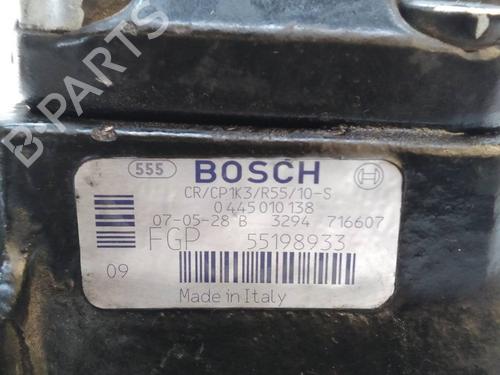 B-PARTS
555 BOSCH
CR/CP1K3/R55/10-S
0 445 010 138
07-05-28 B 3294 716607
FGP 55198933
09
Made in Italy